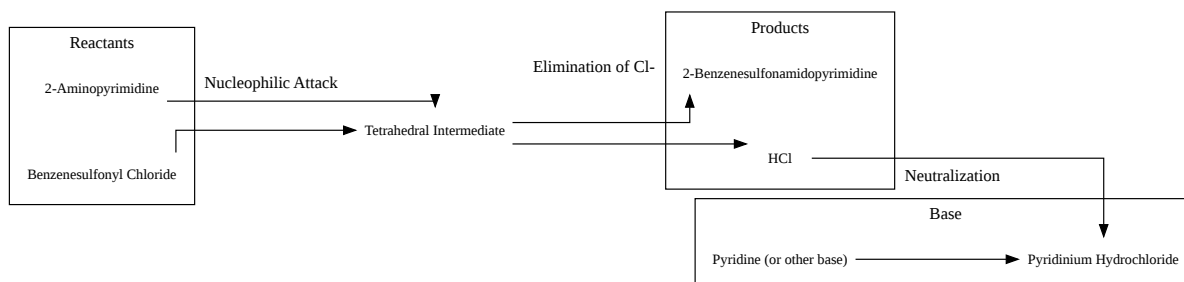 Reactants
2-Aminopyrimidine
Benzenesulfonyl Chloride
Nucleophilic Attack
Tetrahedral Intermediate
Elimination of Cl-
Products
2-Benzenesulfonamidopyrimidine
HCl
Neutralization
Base
Pyridine (or other base)
Pyridinium Hydrochloride